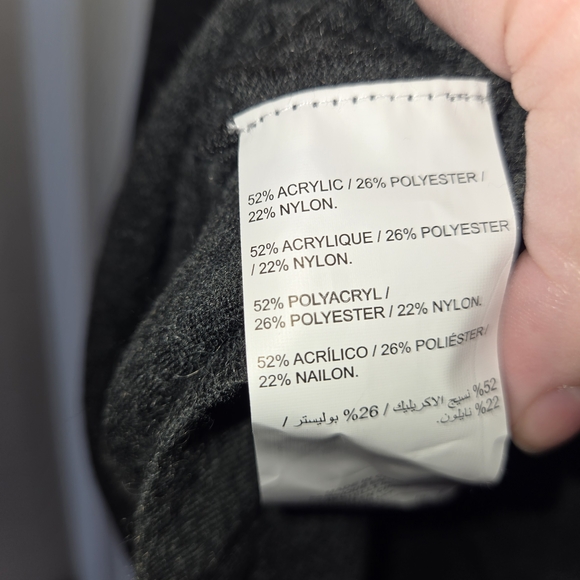 52% ACRYLIC / 26% POLYESTER /
22% NYLON.
52% ACRYLIQUE / 26% POLYESTER
/ 22% NYLON.
52% POLYACRYL /
26% POLYESTER / 22% NYLON.
52% ACRÍLICO / 26% POLIÉSTER/
22% NAILON.
52% نسيج الاكريليك / 26% بوليستر /
22% نايلون.